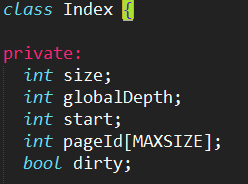 class Index {
private:
int size;
int globalDepth;
int start;
int pageId[MAXSIZE];
bool dirty;